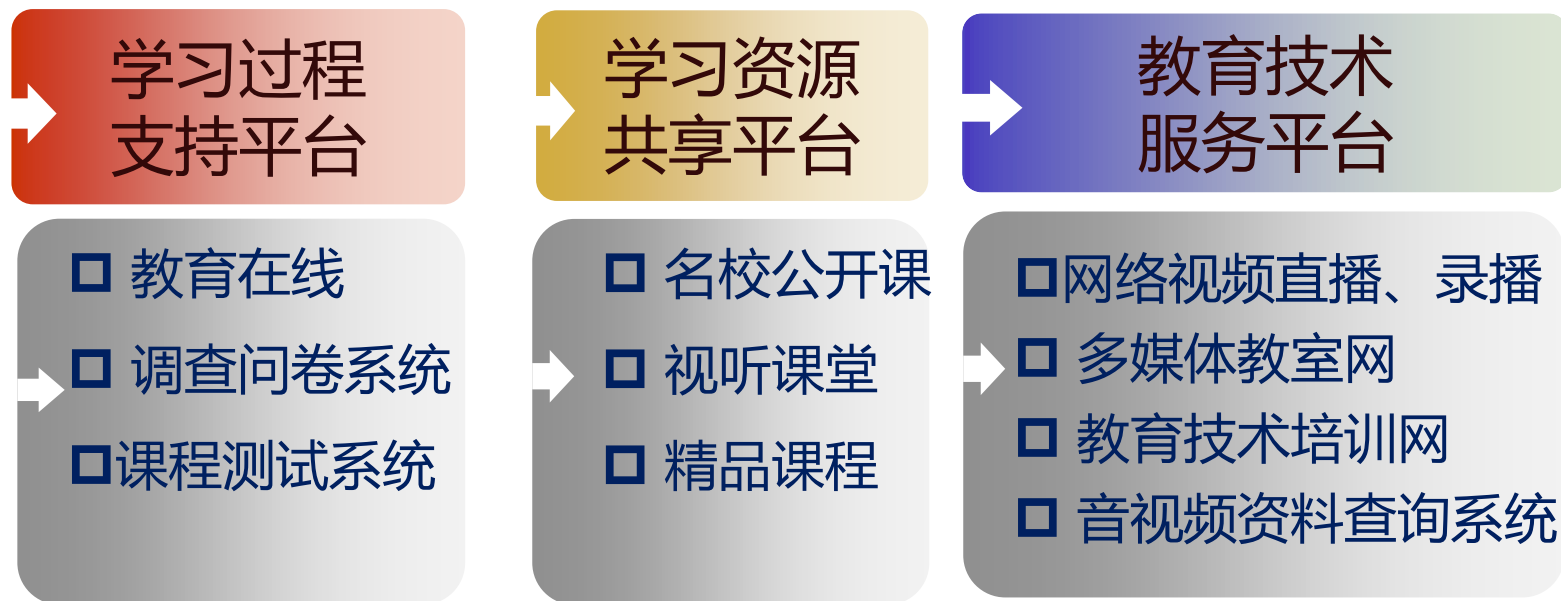 学习过程
支持平台
教育在线
调查问卷系统
课程测试系统
学习资源
共享平台
名校公开课
视听课堂
精品课程
教育技术
服务平台
网络视频直播、录播
多媒体教室网
教育技术培训网
音视频资料查询系统